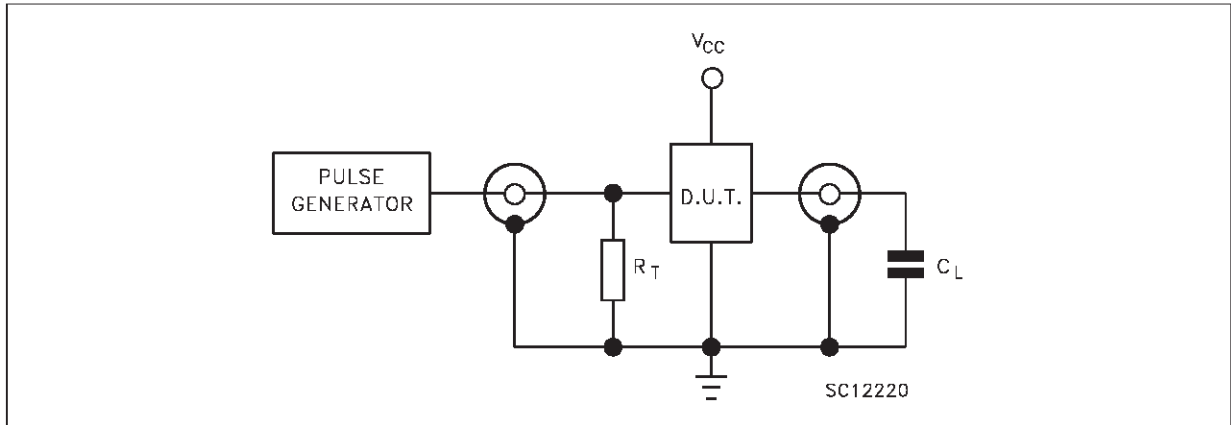 VCC
PULSE
GENERATOR
D.U.T.
RT
CL
SC12220